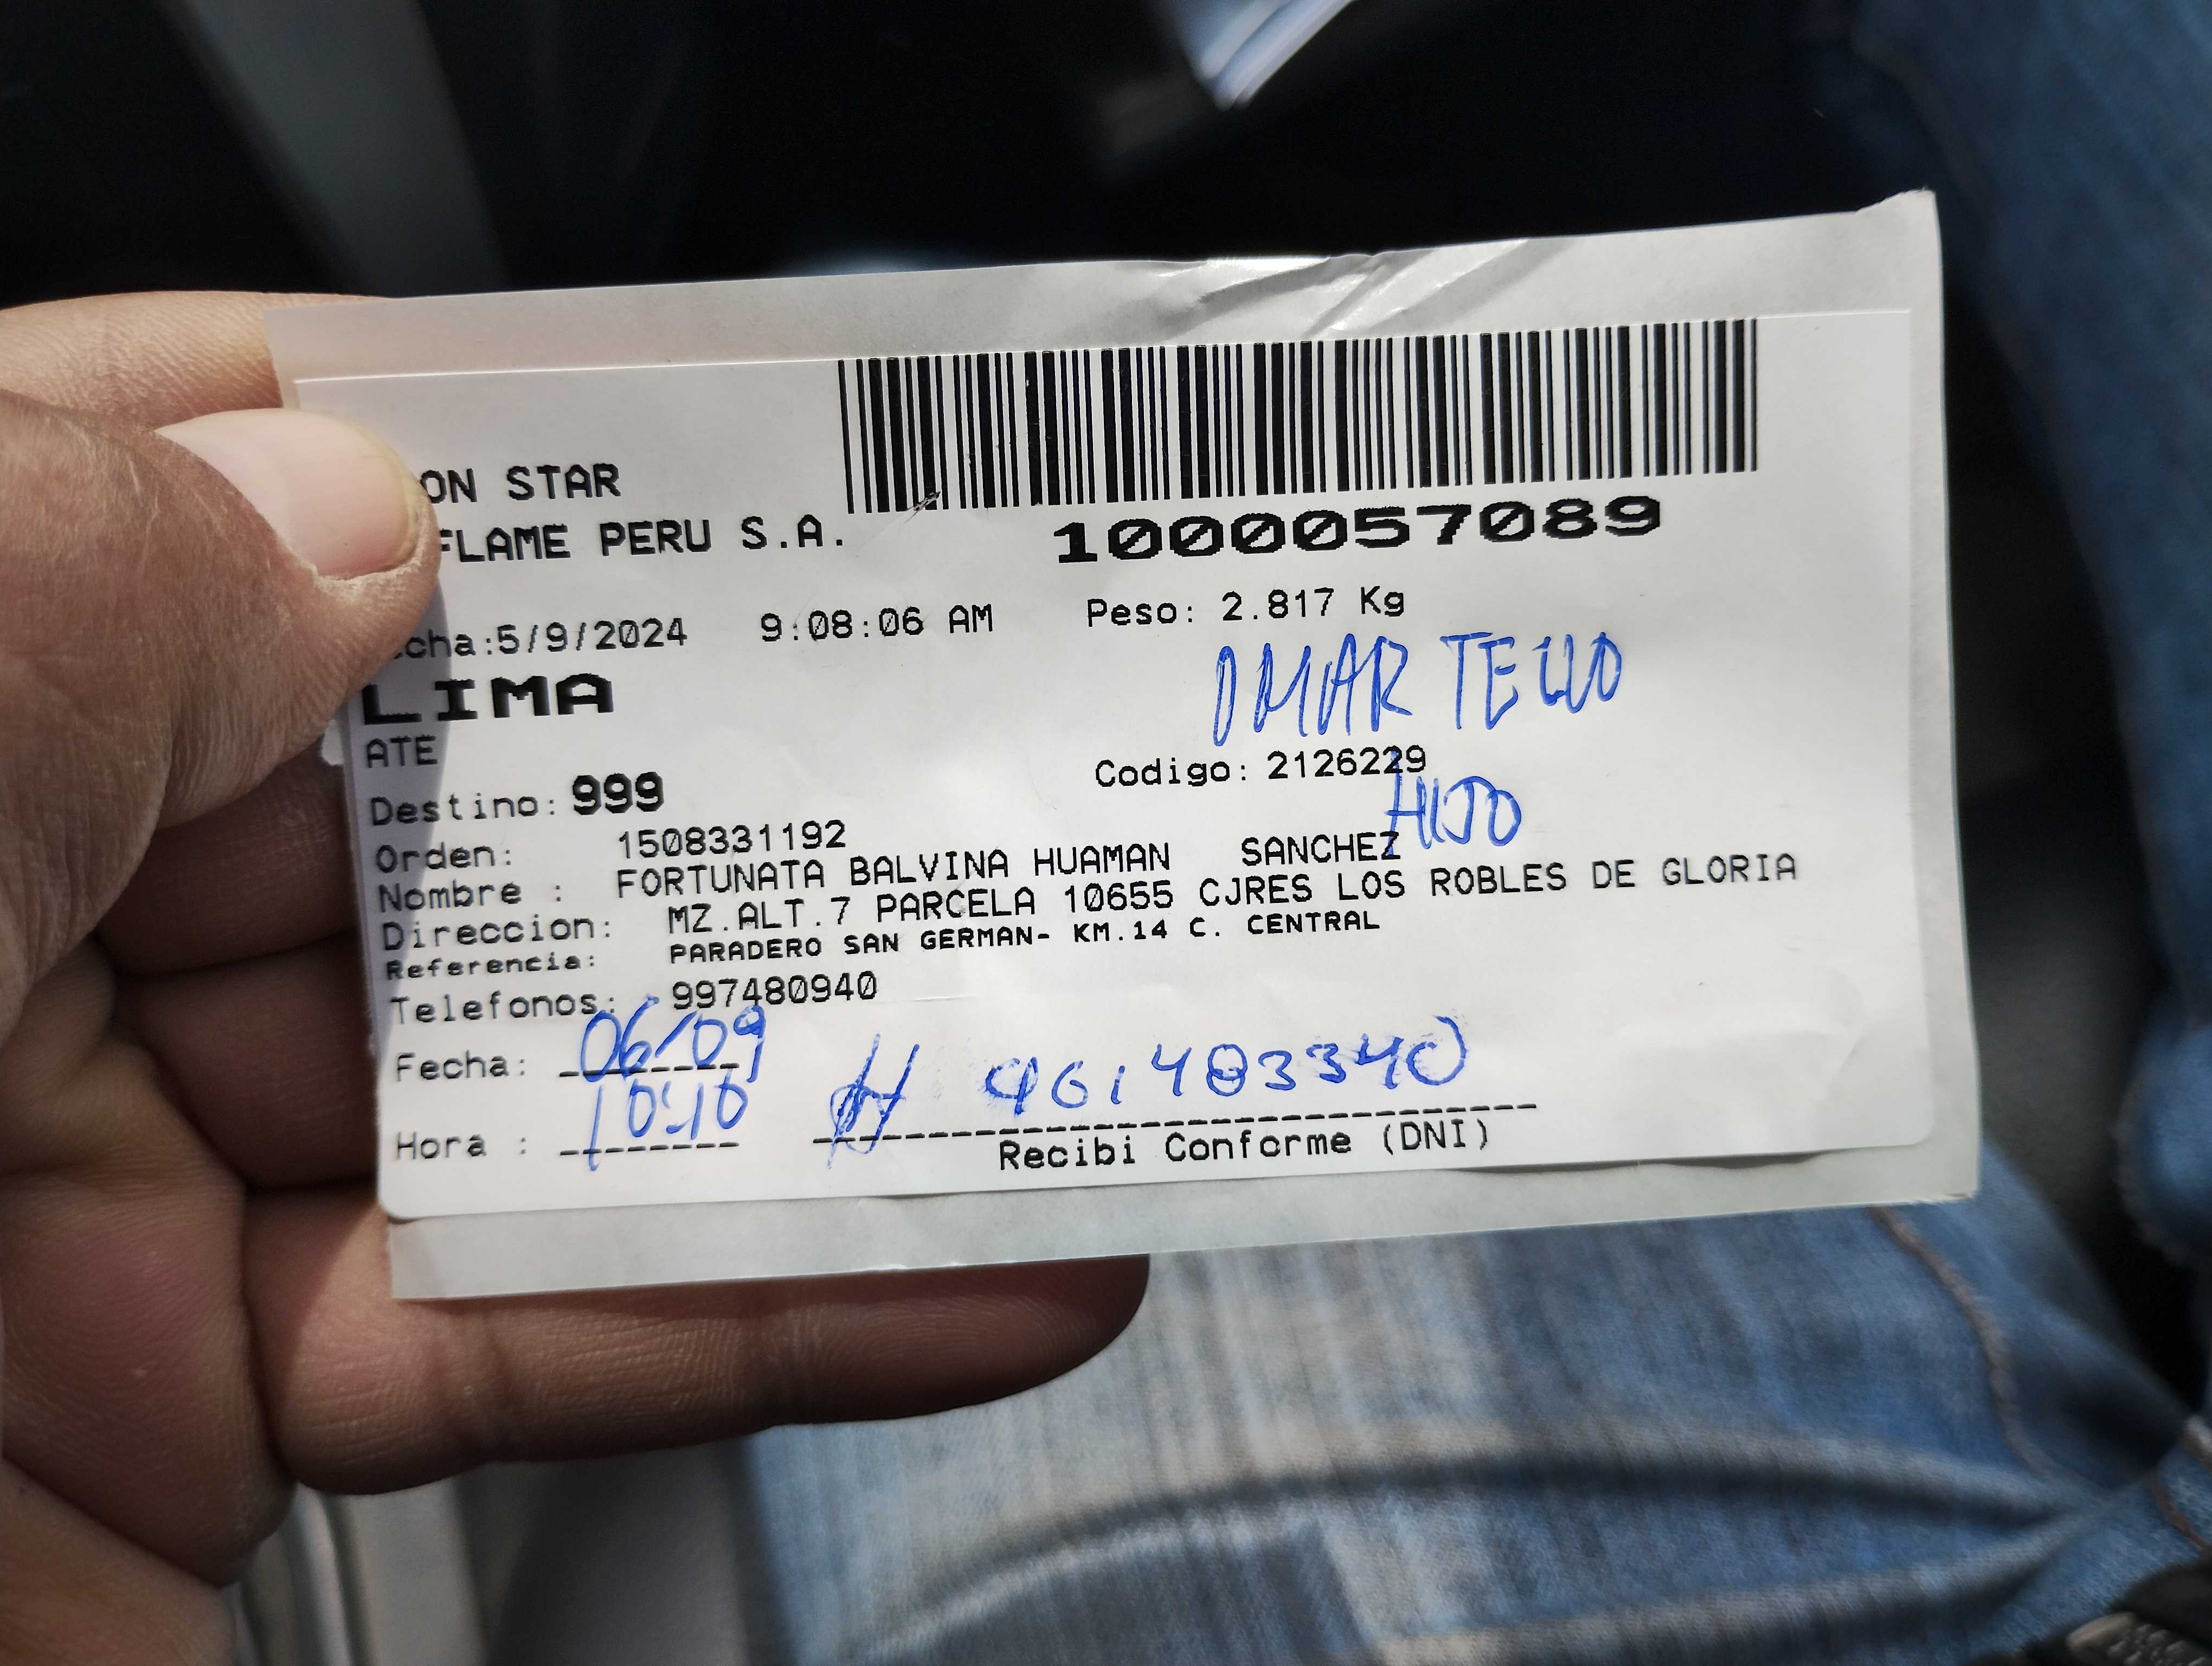 ON STAR
FLAME PERU S.A.
1000057089
cha:5/9/2024 9:08:06 AM Peso: 2.817 Kg
LIMA
OMAR TELLO
ATE
Codigo: 2126229
Destino: 999
HIJO
Orden: 1508331192
Nombre : FORTUNATA BALVINA HUAMAN SANCHEZ
Direccion: MZ.ALT.7 PARCELA 10655 CJRES LOS ROBLES DE GLORIA
Referencia: PARADERO SAN GERMAN- KM.14 C. CENTRAL
Telefonos: 997480940
Fecha: 06/09
Hora : 10:10
Recibi Conforme (DNI)